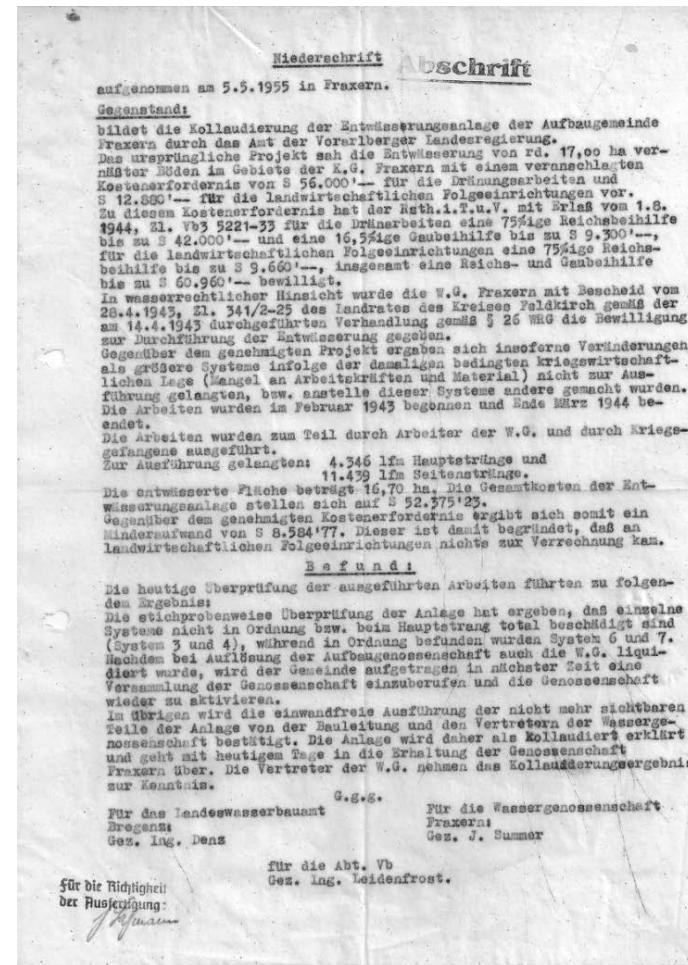 Niederschrift
Abschrift
aufgenommen am 5.5.1955 in Fraxern.
Gegenstand:
bildet die Kollaudierung der Entwässerungsanlage der Aufbaugemeinde
Fraxern durch das Amt der Vorarlberger Landesregierung.
Das ursprüngliche Projekt sah die Entwässerung von rd. 17,oo ha ver-
näßter Böden im Gebiete der K.G. Fraxern mit einem veranschlagten
Kostenerfordernis von S 56.000'-- für die Dränungsarbeiten und
S 12.880'-- für die landwirtschaftlichen Folgeeinrichtungen vor.
Zu diesem Kostenerfordernis hat der Rsth.i.T.u.V. mit Erlaß vom 1.8.
1944, Zl. Vb3 5221-33 für die Dränarbeiten eine 75%ige Reichsbeihilfe
bis zu S 42.000'-- und eine 16,5%ige Gaubeihilfe bis zu S 9.300'--,
für die landwirtschaftlichen Folgeeinrichtungen eine 75%ige Reichs-
beihilfe bis zu S 9.660'--, insgesamt eine Reichs- und Gaubeihilfe
bis zu S 60.960'-- bewilligt.
In wasserrechtlicher Hinsicht wurde die W.G. Fraxern mit Bescheid vom
28.4.1943, Zl. 341/2-25 des Landrates des Kreises Feldkirch gemäß der
am 14.4.1943 durchgeführten Verhandlung gemäß § 26 WRG die Bewilligung
zur Durchführung der Entwässerung gegeben.
Gegenüber dem genehmigten Projekt ergaben sich insoferne Veränderungen
als größere Systeme infolge der damaligen bedingten kriegswirtschaft-
lichen Lage (Mangel an Arbeitskräften und Material) nicht zur Aus-
führung gelangten, bzw. anstelle dieser Systeme andere gemacht wurden.
Die Arbeiten wurden im Februar 1943 begonnen und Ende März 1944 be-
endet.
Die Arbeiten wurden zum Teil durch Arbeiter der W.G. und durch Kriegs-
gefangene ausgeführt.
Zur Ausführung gelangten: 4.346 lfm Hauptstränge und
11.439 lfm Seitenstränge.
Die entwässerte Fläche beträgt 16,70 ha. Die Gesamtkosten der Ent-
wässerungsanlage stellen sich auf S 52.375'23.
Gegenüber dem genehmigten Kostenerfordernis ergibt sich somit ein
Minderaufwand von S 8.584'77. Dieser ist damit begründet, daß an
landwirtschaftlichen Folgeeinrichtungen nichts zur Verrechnung kam.
Befund:
Die heutige Überprüfung der ausgeführten Arbeiten führten zu folgen-
dem Ergebnis:
Die stichprobenweise Überprüfung der Anlage hat ergeben, daß einzelne
Systeme nicht in Ordnung bzw. beim Hauptstrang total beschädigt sind
(System 3 und 4), während in Ordnung befunden wurden System 6 und 7.
Nachdem bei Auflösung der Aufbaugenossenschaft auch die W.G. liqui-
diert wurde, wird der Gemeinde aufgetragen in nächster Zeit eine
Versammlung der Genossenschaft einzuberufen und die Genossenschaft
wieder zu aktivieren.
Im übrigen wird die einwandfreie Ausführung der nicht mehr sichtbaren
Teile der Anlage von der Bauleitung und den Vertretern der Wasserge-
nossenschaft bestätigt. Die Anlage wird daher als Kollaudiert erklärt
und geht mit heutigem Tage in die Erhaltung der Genossenschaft
Fraxern über. Die Vertreter der W.G. nehmen das Kollaudierungsergebnis
zur Kenntnis.
G.g.g.
Für das Landeswasserbauamt
Bregenz:
Gez. Ing. Denz
Für die Wassergenossenschaft
Fraxern:
Gez. J. Summer
für die Abt. Vb
Gez. Ing. Leidenfrost.
Für die Richtigkeit
der Ausfertigung: